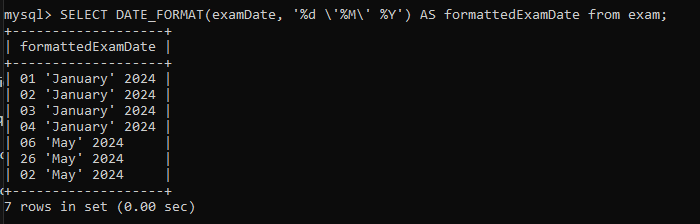 mysql> SELECT DATE_FORMAT(examDate, '%d \'%M\' %Y') AS formattedExamDate from exam;
+-------------------+
| formattedExamDate |
+-------------------+
| 01 'January' 2024 |
| 02 'January' 2024 |
| 03 'January' 2024 |
| 04 'January' 2024 |
| 06 'May' 2024     |
| 26 'May' 2024     |
| 02 'May' 2024     |
+-------------------+
7 rows in set (0.00 sec)